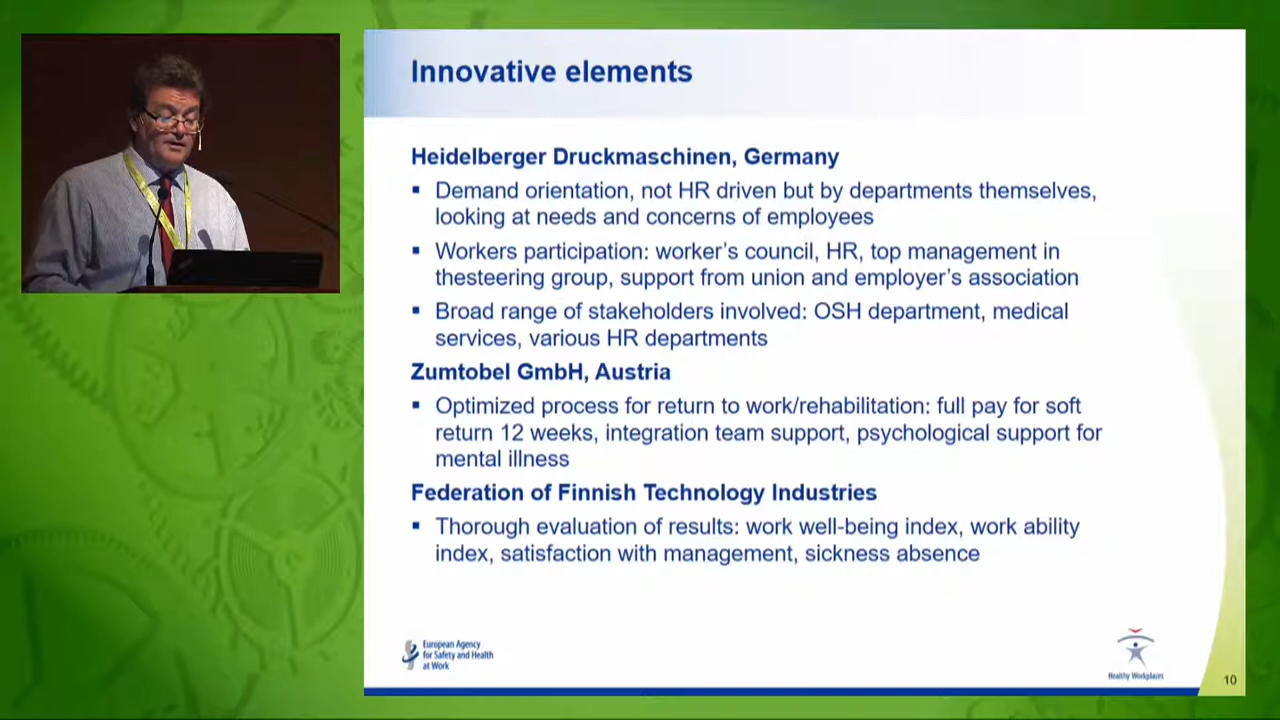 Innovative elements
Heidelberger Druckmaschinen, Germany
Demand orientation, not HR driven but by departments themselves,
looking at needs and concerns of employees
Workers participation: worker's council, HR, top management in
thesteering group, support from union and employer's association
Broad range of stakeholders involved: OSH department, medical
services, various HR departments
Zumtobel GmbH, Austria
Optimized process for return to work/rehabilitation: full pay for soft
return 12 weeks, integration team support, psychological support for
mental illness
Federation of Finnish Technology Industries
Thorough evaluation of results: work well-being index, work ability
index, satisfaction with management, sickness absence
European Agency
for Safety and Health
at Work
Healthy Workplaces
10